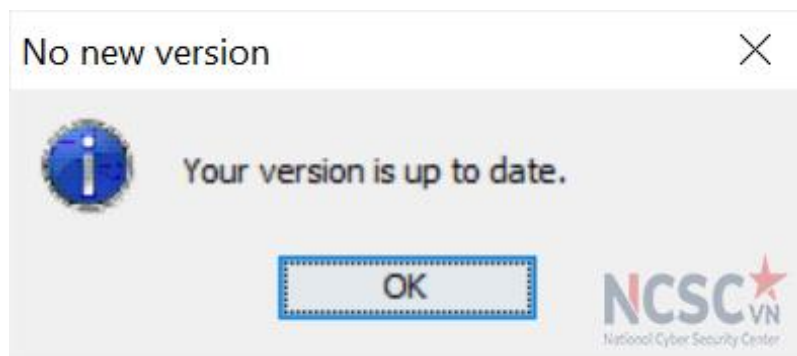 No new version
Your version is up to date.
OK
NCSC VN
National Cyber Security Center